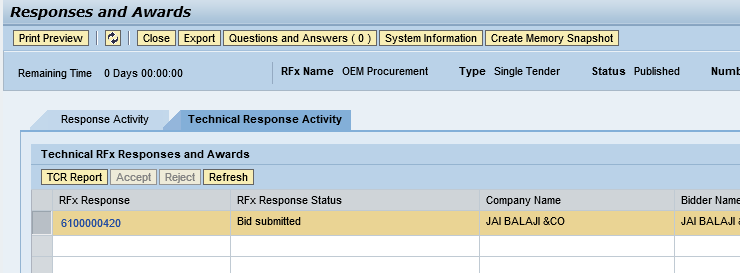 Responses and Awards
Print Preview Close Export Questions and Answers ( 0 ) System Information Create Memory Snapshot
Remaining Time 0 Days 00:00:00 RFx Name OEM Procurement Type Single Tender Status Published Numb
Response Activity Technical Response Activity
Technical RFx Responses and Awards
TCR Report Accept Reject Refresh
RFx Response RFx Response Status Company Name Bidder Name
6100000420 Bid submitted JAI BALAJI &CO JAI BALAJI